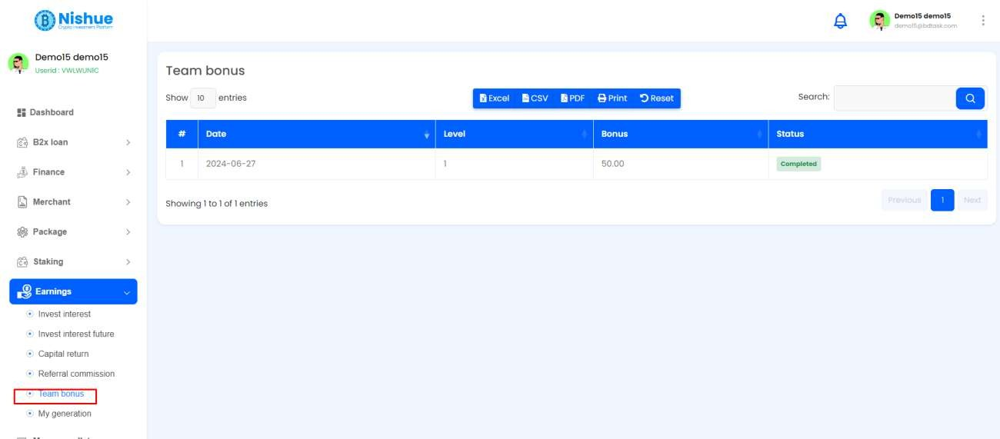 Nishue
Crypto Investment Platform
Demo15 demo15
demo15@bdtask.com
Demo15 demo15
Userid : VWLWUN1C
Dashboard
B2x loan
Finance
Merchant
Package
Staking
Earnings
Invest interest
Invest interest future
Capital return
Referral commission
Team bonus
My generation
Team bonus
Show 10 entries
Excel CSV PDF Print Reset
Search:
# Date Level Bonus Status
1 2024-06-27 1 50.00 Completed
Showing 1 to 1 of 1 entries
Previous 1 Next